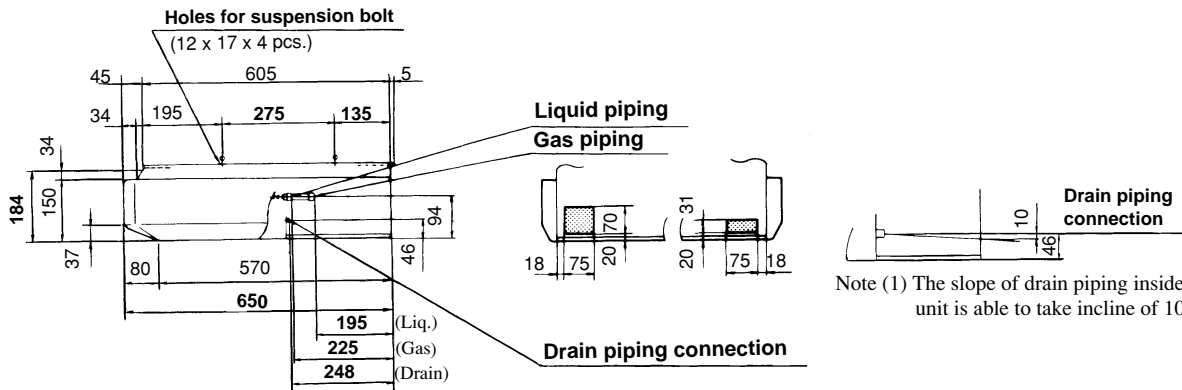 Holes for suspension bolt
(12 x 17 x 4 pcs.)
45
605
5
34
195
275
135
Liquid piping
Gas piping
34
184
150
37
94
46
80
570
650
195 (Liq.)
225 (Gas)
248 (Drain)
Drain piping connection
70
20
18
75
31
20
75
18
Drain piping
connection
10
46
Note (1) The slope of drain piping inside
unit is able to take incline of 10